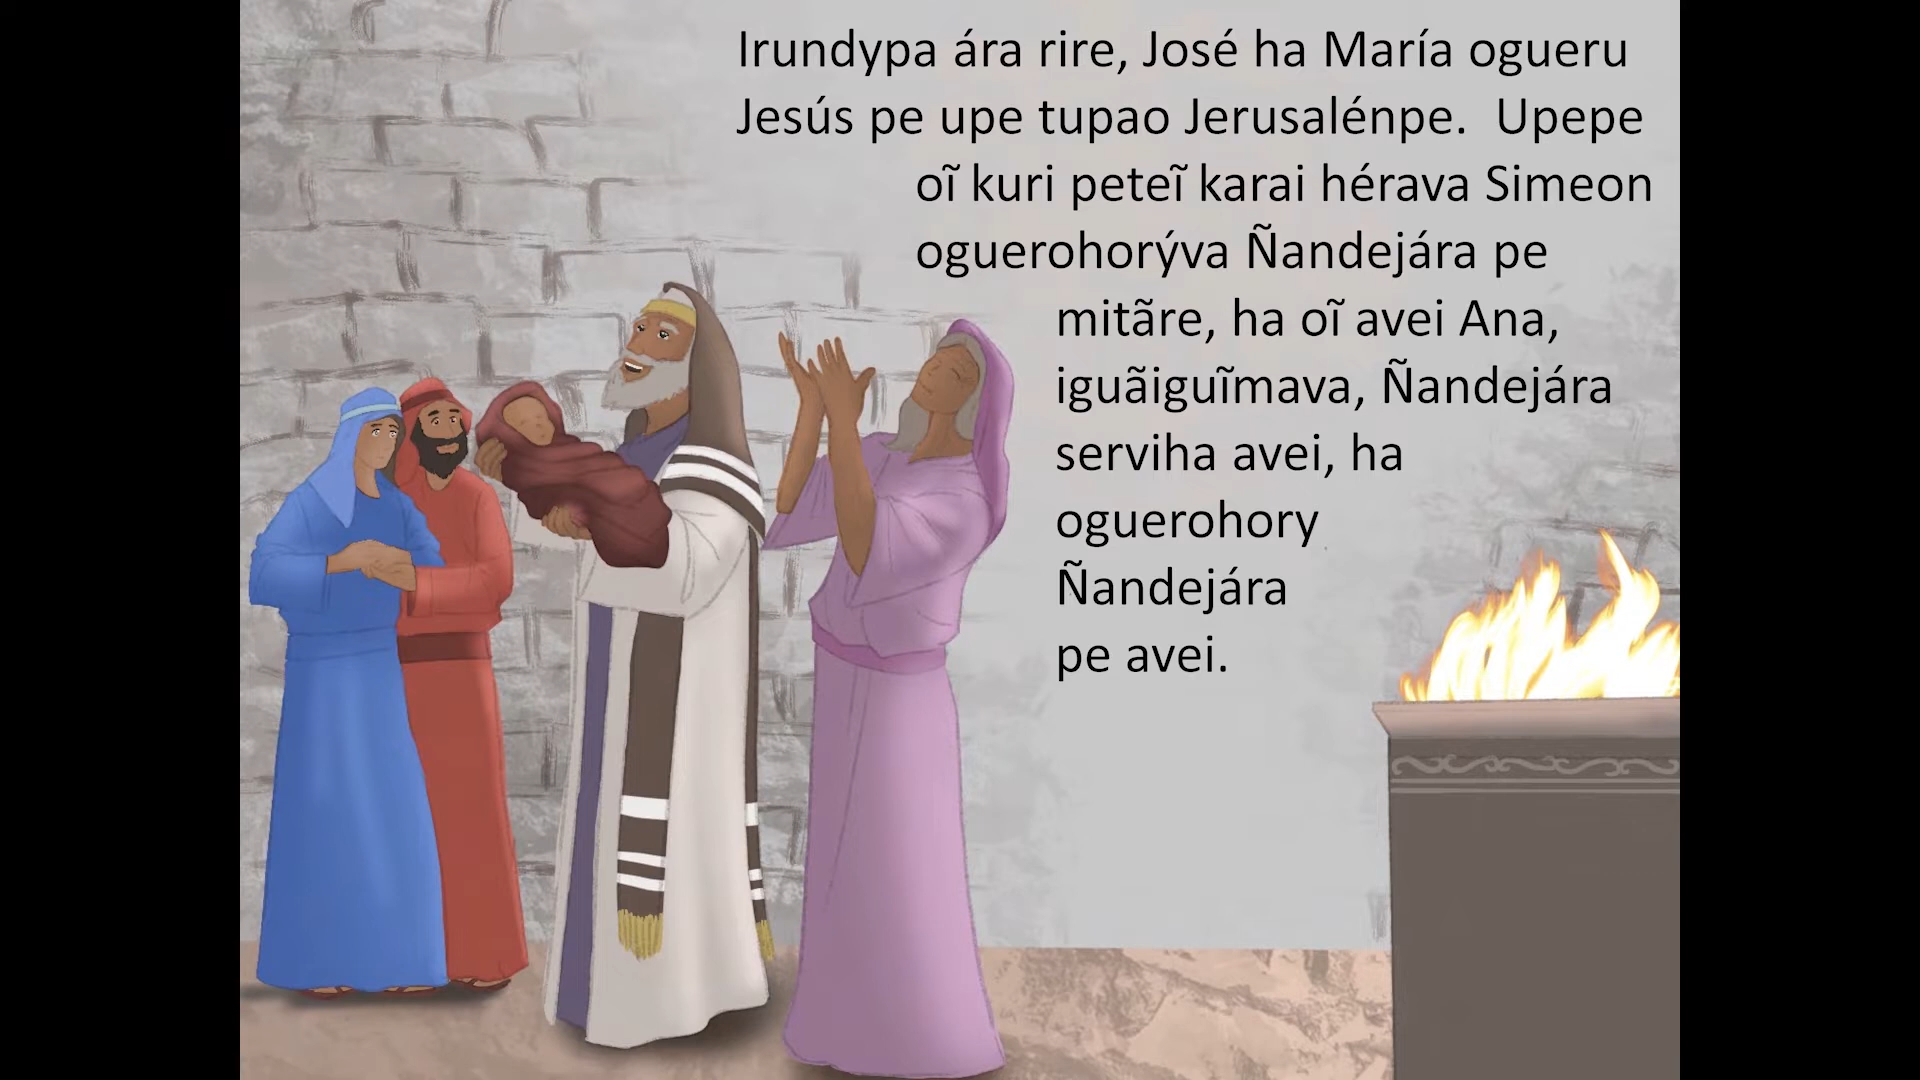 Irundypa ára rire, José ha María ogueru
Jesús pe upe tupao Jerusalénpe. Upepe
oĩ kuri peteĩ karai hérava Simeon
oguerohorýva Ñandejára pe
mitãre, ha oĩ avei Ana,
iguãiguĩmava, Ñandejára
serviha avei, ha
oguerohory
Ñandejára
pe avei.